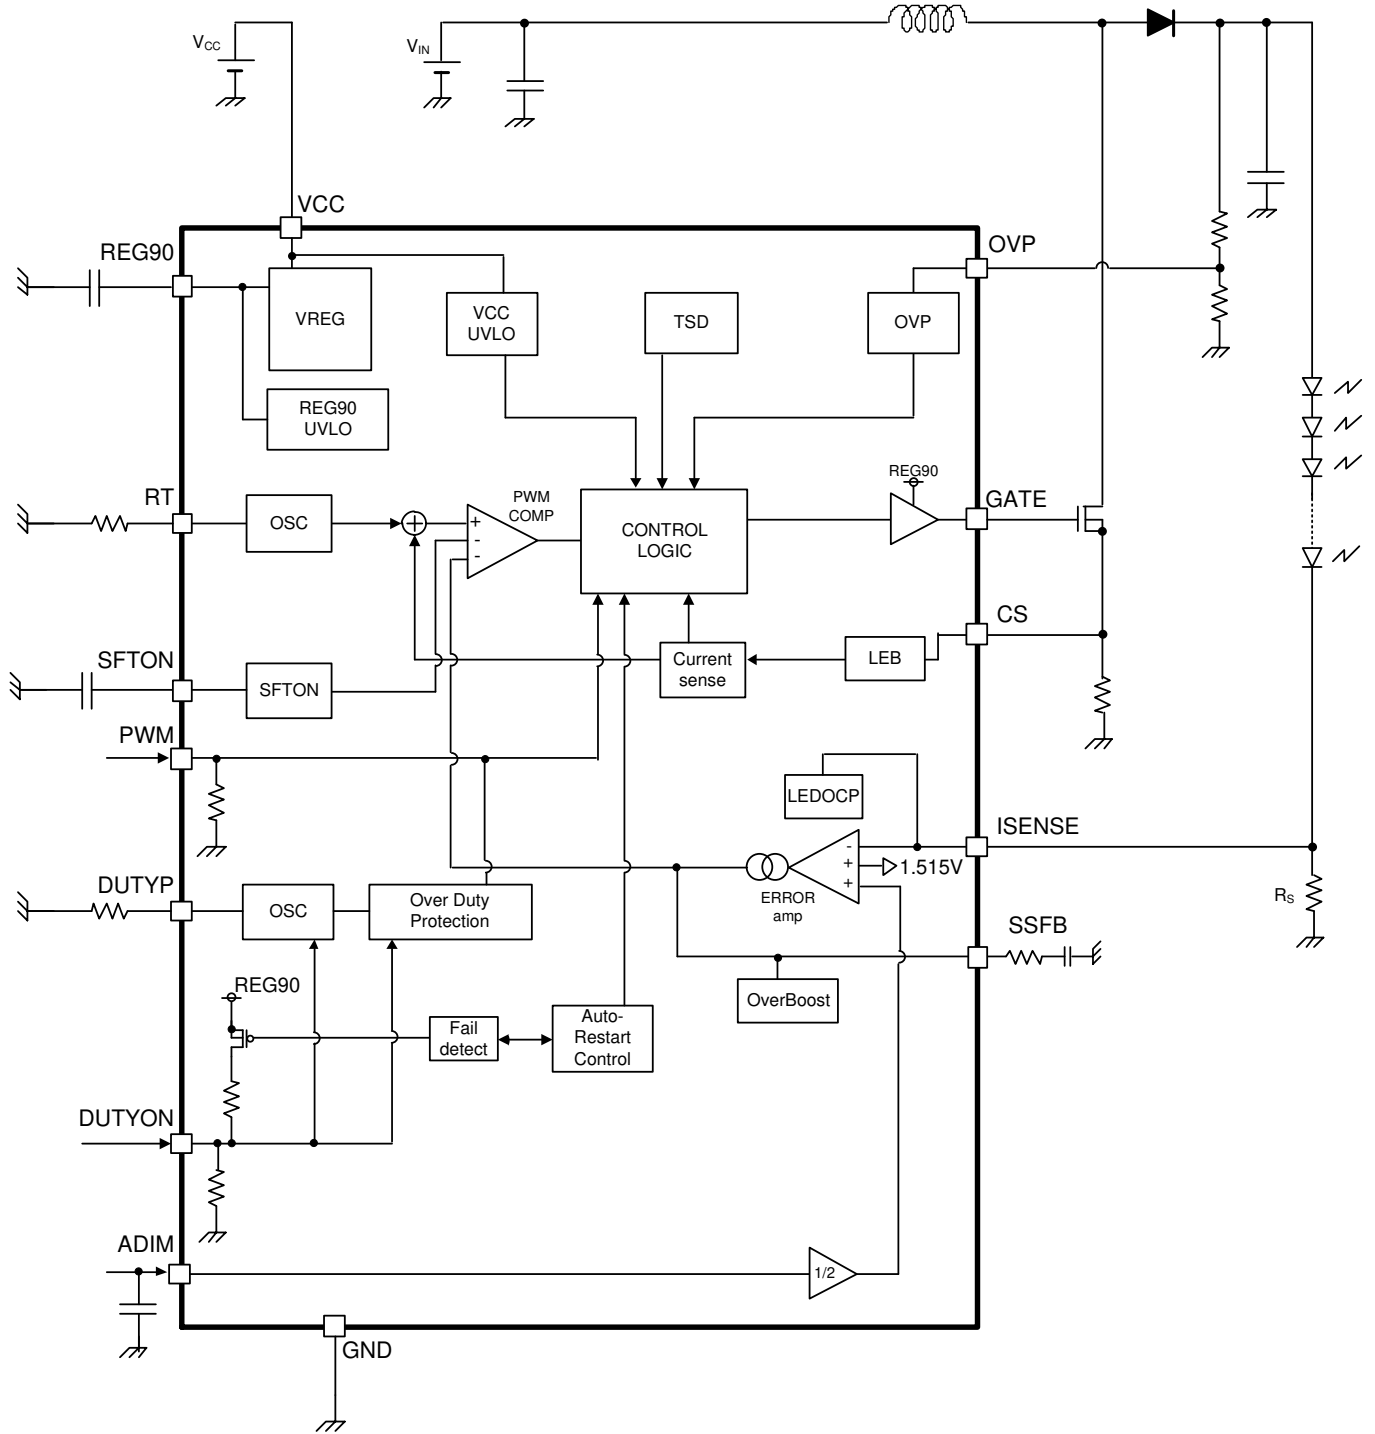 VCC
VIN
VCC
REG90
OVP
VREG
VCC
UVLO
TSD
OVP
REG90
UVLO
REG90
RT
PWM
COMP
GATE
OSC
+
-
-
CONTROL
LOGIC
CS
SFTON
Current
sense
LEB
SFTON
PWM
LEDOCP
ISENSE
-
+
1.515V
+
DUTYP
ERROR
amp
OSC
Over Duty
Protection
RS
SSFB
REG90
OverBoost
Fail
detect
Auto-
Restart
Control
DUTYON
ADIM
1/2
GND